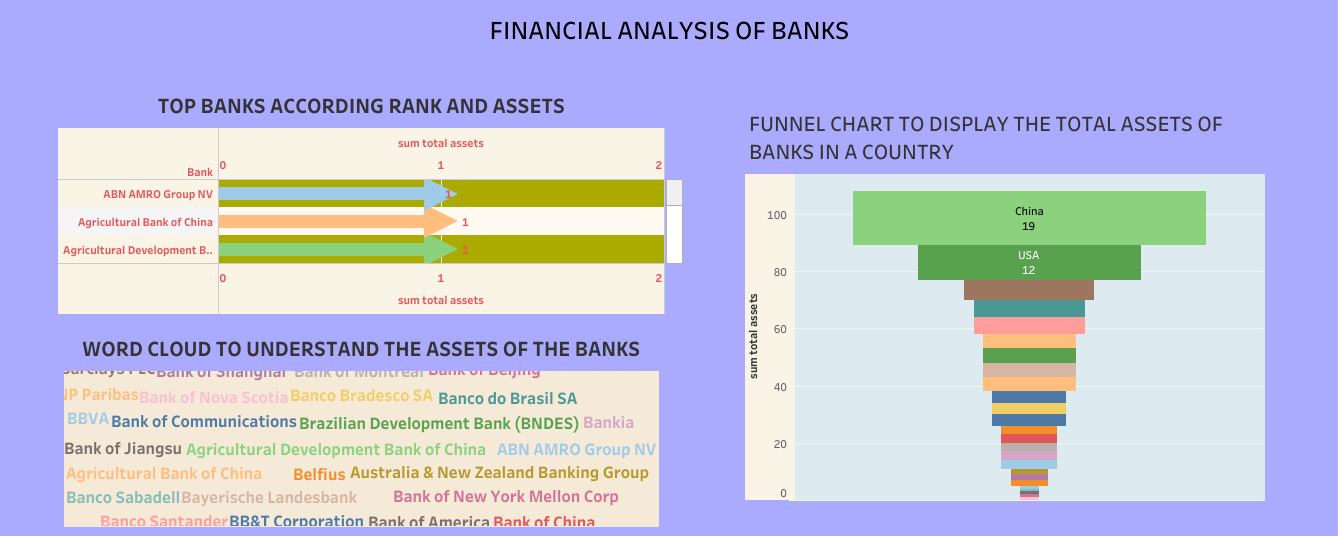 FINANCIAL ANALYSIS OF BANKS
TOP BANKS ACCORDING RANK AND ASSETS
sum total assets
Bank
0 1 2
ABN AMRO Group NV 1
Agricultural Bank of China 1
Agricultural Development B.. 1
0 1 2
sum total assets
WORD CLOUD TO UNDERSTAND THE ASSETS OF THE BANKS
Bank of Shanghai Bank of Montreal Bank of Beijing
NP Paribas Bank of Nova Scotia Banco Bradesco SA Banco do Brasil SA
BBVA Bank of Communications Brazilian Development Bank (BNDES) Bankia
Bank of Jiangsu Agricultural Development Bank of China ABN AMRO Group NV
Agricultural Bank of China Belfius Australia & New Zealand Banking Group
Banco Sabadell Bayerische Landesbank Bank of New York Mellon Corp
Banco Santander BB&T Corporation Bank of America Bank of China
FUNNEL CHART TO DISPLAY THE TOTAL ASSETS OF
BANKS IN A COUNTRY
sum total assets
100
80
60
40
20
0
China
19
USA
12